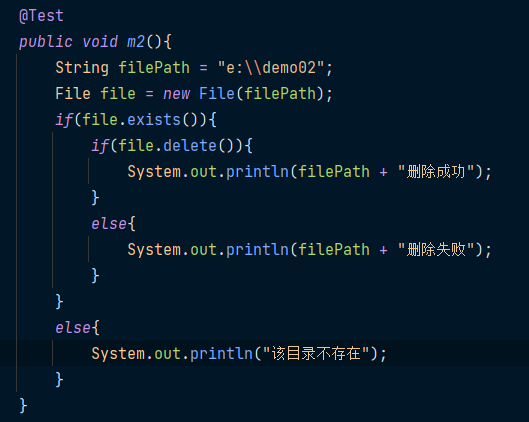 @Test
public void m2(){
    String filePath = "e:\\demo02";
    File file = new File(filePath);
    if(file.exists()){
        if(file.delete()){
            System.out.println(filePath + "删除成功");
        }
        else{
            System.out.println(filePath + "删除失败");
        }
    }
    else{
        System.out.println("该目录不存在");
    }
}